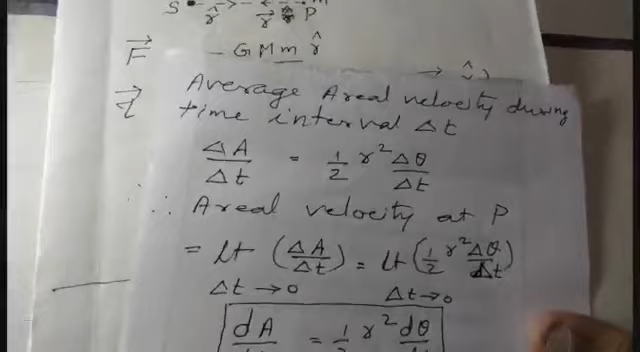 S r̂ r⃗ P
F⃗ - GMm r̂
τ⃗ Average Areal velocity during
time interval Δt
ΔA/Δt = 1/2 r² Δθ/Δt
∴ Areal velocity at P
= lt (ΔA/Δt) = lt (1/2 r² Δθ/Δt)
Δt→0 Δt→0
dA = 1/2 r² dθ